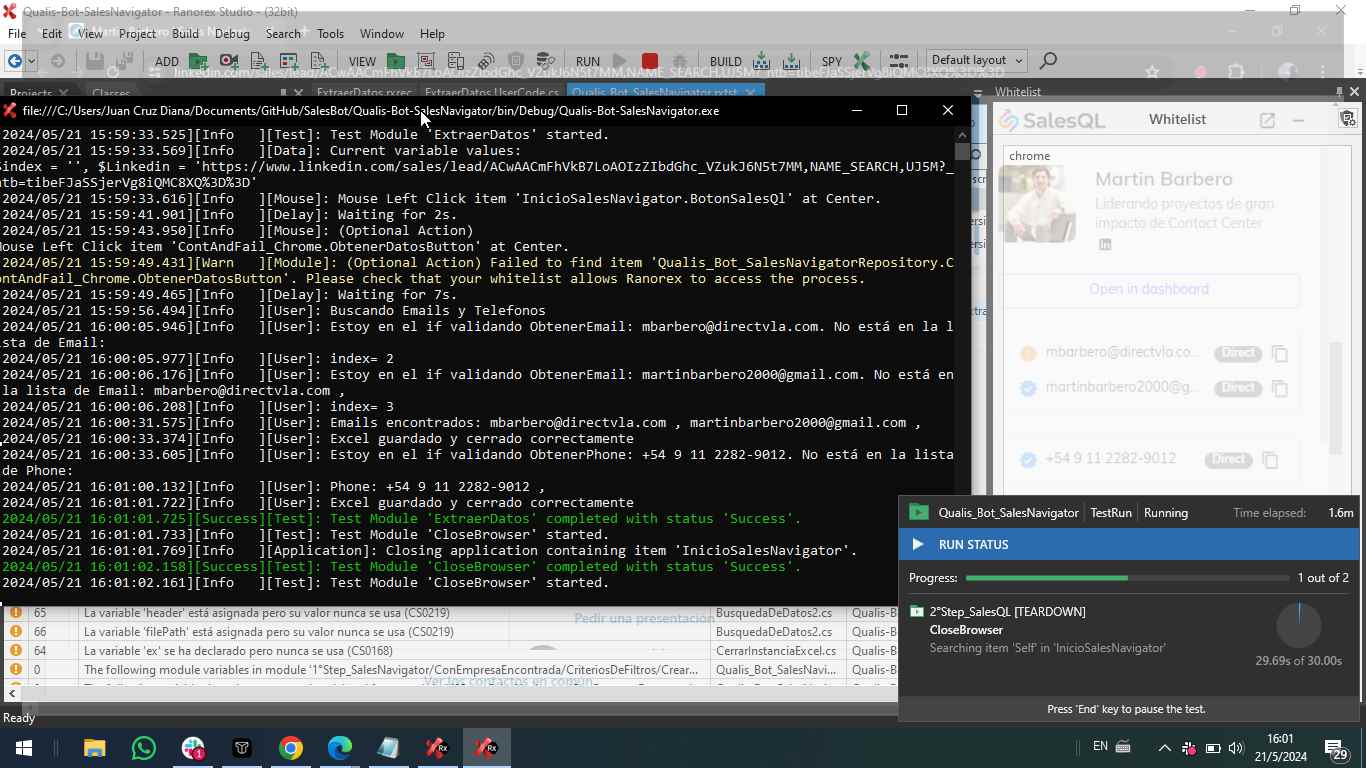 Qualis-Bot-SalesNavigator - Ranorex Studio - (32bit)
File Edit View Project Build Debug Search Tools Window Help
ADD VIEW RUN BUILD SPY Default layout
Projects Classes ExtraerDatos.rxrec ExtraerDatos.UserCode.cs Qualis-Bot-SalesNavigator.rxtst Whitelist
file:///C:/Users/Juan Cruz Diana/Documents/GitHub/SalesBot/Qualis-Bot-SalesNavigator/bin/Debug/Qualis-Bot-SalesNavigator.exe
2024/05/21 15:59:33.525][Info ][Test]: Test Module 'ExtraerDatos' started.
2024/05/21 15:59:33.569][Info ][Data]: Current variable values:
$index = '', $Linkedin = 'https://www.linkedin.com/sales/lead/ACwAACmFhVkB7LoAOIzZIbdGhc_VZukJ6N5t7MM,NAME_SEARCH,UJ5M?_
ntb=tibeFJaSSjerVg8iQMC8XQ%3D%3D'
2024/05/21 15:59:33.616][Info ][Mouse]: Mouse Left Click item 'InicioSalesNavigator.BotonSalesQl' at Center.
2024/05/21 15:59:41.901][Info ][Delay]: Waiting for 2s.
2024/05/21 15:59:43.950][Info ][Mouse]: (Optional Action)
Mouse Left Click item 'ContAndFail_Chrome.ObtenerDatosButton' at Center.
2024/05/21 15:59:49.431][Warn ][Module]: (Optional Action) Failed to find item 'Qualis_Bot_SalesNavigatorRepository.C
ontAndFail_Chrome.ObtenerDatosButton'. Please check that your whitelist allows Ranorex to access the process.
2024/05/21 15:59:49.465][Info ][Delay]: Waiting for 7s.
2024/05/21 15:59:56.494][Info ][User]: Buscando Emails y Telefonos
2024/05/21 16:00:05.946][Info ][User]: Estoy en el if validando ObtenerEmail: mbarbero@directvla.com. No está en la l
ista de Email:
2024/05/21 16:00:05.977][Info ][User]: index= 2
2024/05/21 16:00:06.176][Info ][User]: Estoy en el if validando ObtenerEmail: martinbarbero2000@gmail.com. No está en
la lista de Email: mbarbero@directvla.com ,
2024/05/21 16:00:06.208][Info ][User]: index= 3
2024/05/21 16:00:31.575][Info ][User]: Emails encontrados: mbarbero@directvla.com , martinbarbero2000@gmail.com ,
2024/05/21 16:00:33.374][Info ][User]: Excel guardado y cerrado correctamente
2024/05/21 16:00:33.605][Info ][User]: Estoy en el if validando ObtenerPhone: +54 9 11 2282-9012. No está en la lista
de Phone:
2024/05/21 16:01:00.132][Info ][User]: Phone: +54 9 11 2282-9012 ,
2024/05/21 16:01:01.722][Info ][User]: Excel guardado y cerrado correctamente
2024/05/21 16:01:01.725][Success][Test]: Test Module 'ExtraerDatos' completed with status 'Success'.
2024/05/21 16:01:01.733][Info ][Test]: Test Module 'CloseBrowser' started.
2024/05/21 16:01:01.769][Info ][Application]: Closing application containing item 'InicioSalesNavigator'.
2024/05/21 16:01:02.158][Success][Test]: Test Module 'CloseBrowser' completed with status 'Success'.
2024/05/21 16:01:02.161][Info ][Test]: Test Module 'CloseBrowser' started.
SalesQL Whitelist
chrome
Martin Barbero
Liderando proyectos de gran
impacto de Contact Center
Open in dashboard
mbarbero@directvla.co... Direct
martinbarbero2000@g... Direct
+54 9 11 2282-9012 Direct
Qualis_Bot_SalesNavigator TestRun Running Time elapsed: 1.6m
RUN STATUS
Progress: 1 out of 2
2°Step_SalesQL [TEARDOWN]
CloseBrowser
Searching item 'Self' in 'InicioSalesNavigator'
29.69s of 30.00s
Press 'End' key to pause the test.
65 La variable 'header' está asignada pero su valor nunca se usa (CS0219) BusquedaDeDatos2.cs Qualis-B
Pedir una presentación
66 La variable 'filePath' está asignada pero su valor nunca se usa (CS0219) BusquedaDeDatos2.cs Qualis-B
64 La variable 'ex' se ha declarado pero nunca se usa (CS0168) CerrarInstanciaExcel.cs Qualis-B
0 The following module variables in module '1°Step_SalesNavigator/ConEmpresaEncontrada/CriteriosDeFiltros/Crear... Qualis_Bot_SalesNavi... Qualis-B
Ver los contactos en común
Ready
EN 16:01
21/5/2024
29